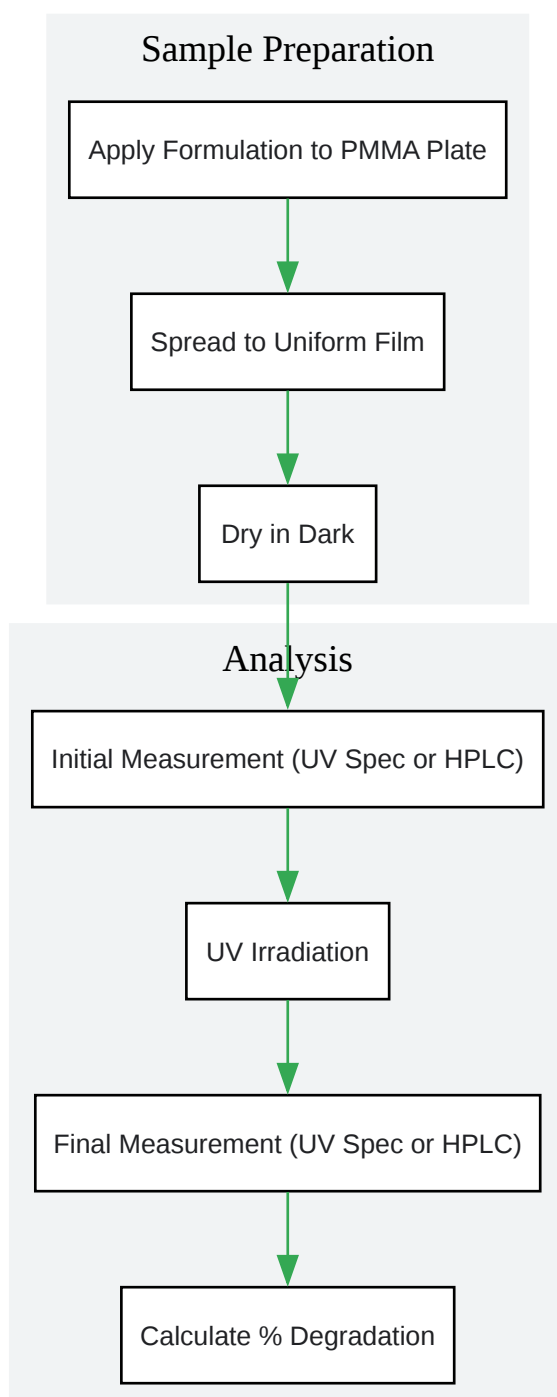 Sample Preparation
Apply Formulation to PMMA Plate
Spread to Uniform Film
Dry in Dark
Analysis
Initial Measurement (UV Spec or HPLC)
UV Irradiation
Final Measurement (UV Spec or HPLC)
Calculate % Degradation